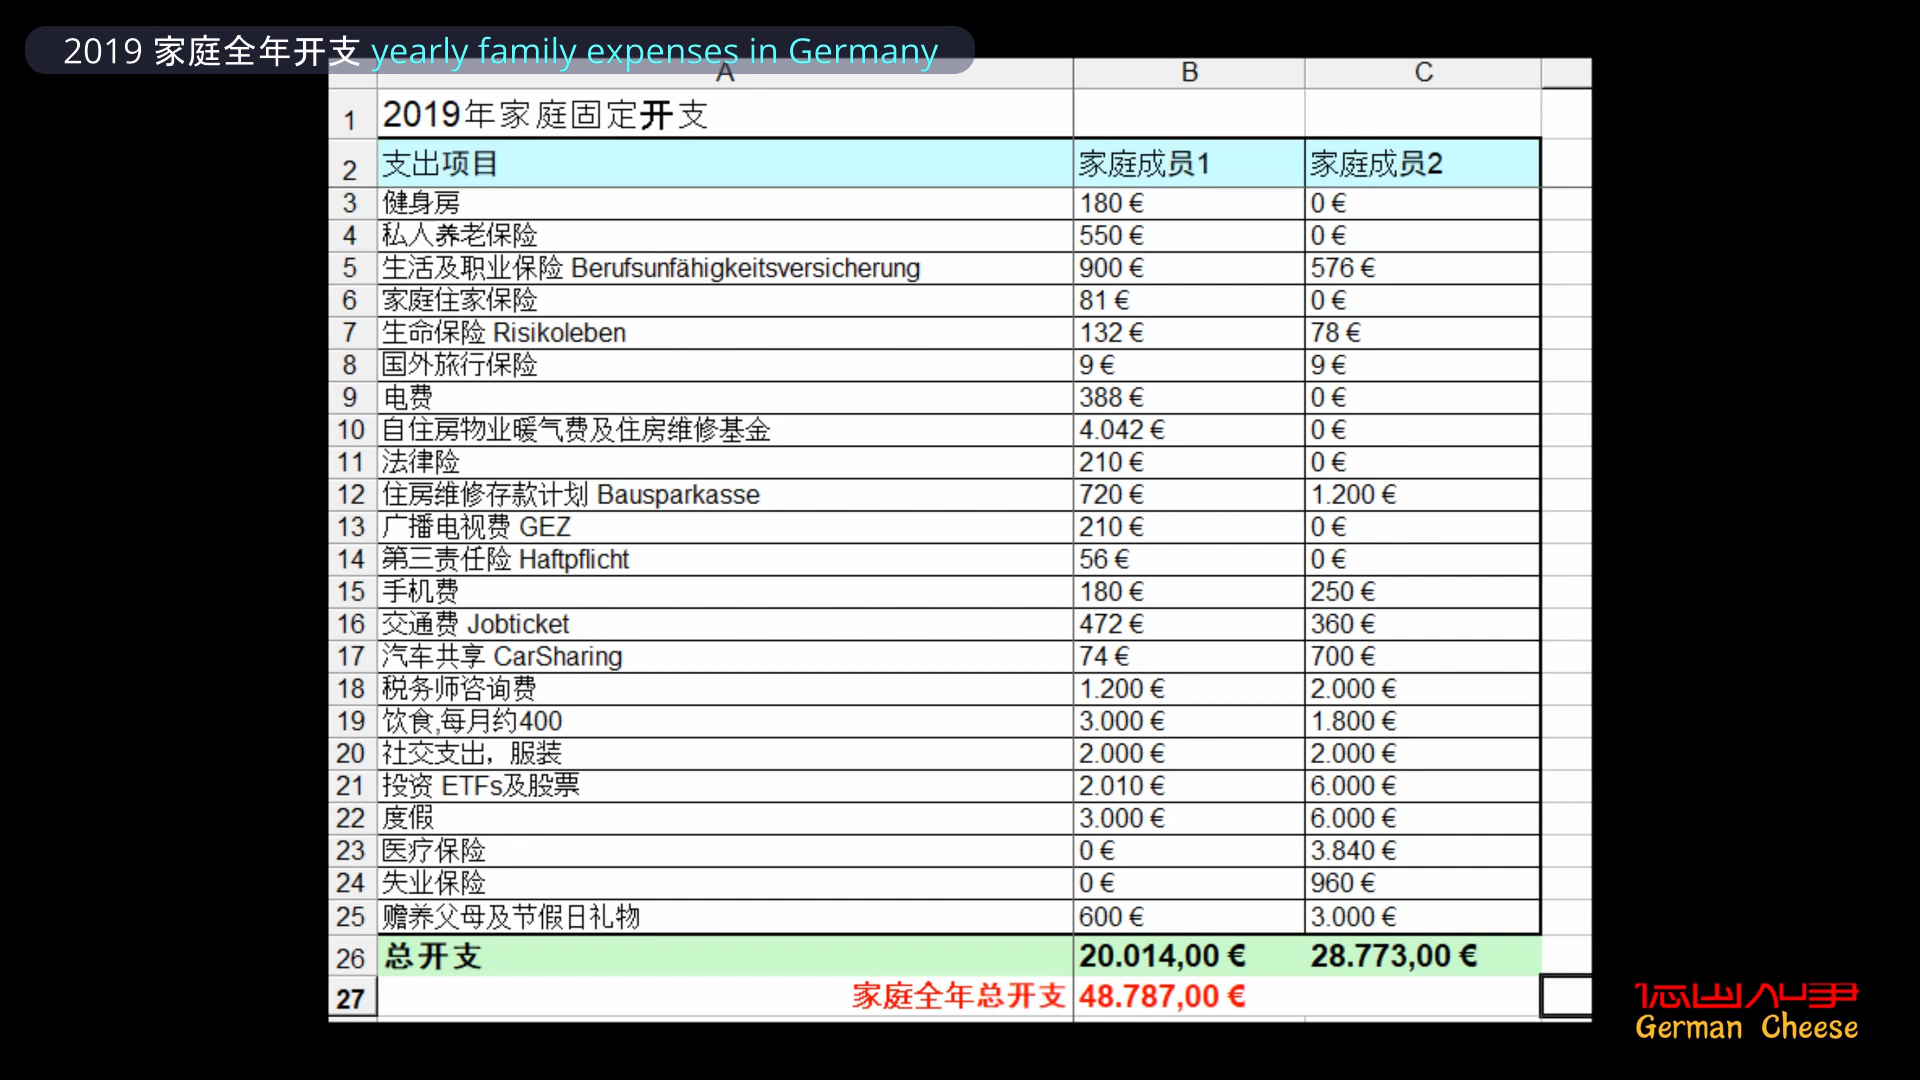 2019 家庭全年开支 yearly family expenses in Germany
A B C
1 2019年家庭固定开支
2 支出项目 家庭成员1 家庭成员2
3 健身房 180 € 0 €
4 私人养老保险 550 € 0 €
5 生活及职业保险 Berufsunfähigkeitsversicherung 900 € 576 €
6 家庭住家保险 81 € 0 €
7 生命保险 Risikoleben 132 € 78 €
8 国外旅行保险 9 € 9 €
9 电费 388 € 0 €
10 自住房物业暖气费及住房维修基金 4.042 € 0 €
11 法律险 210 € 0 €
12 住房维修存款计划 Bausparkasse 720 € 1.200 €
13 广播电视费 GEZ 210 € 0 €
14 第三责任险 Haftpflicht 56 € 0 €
15 手机费 180 € 250 €
16 交通费 Jobticket 472 € 360 €
17 汽车共享 CarSharing 74 € 700 €
18 税务师咨询费 1.200 € 2.000 €
19 饮食,每月约400 3.000 € 1.800 €
20 社交支出，服装 2.000 € 2.000 €
21 投资 ETFs及股票 2.010 € 6.000 €
22 度假 3.000 € 6.000 €
23 医疗保险 0 € 3.840 €
24 失业保险 0 € 960 €
25 赡养父母及节假日礼物 600 € 3.000 €
26 总开支 20.014,00 € 28.773,00 €
27 家庭全年总开支 48.787,00 €
German Cheese